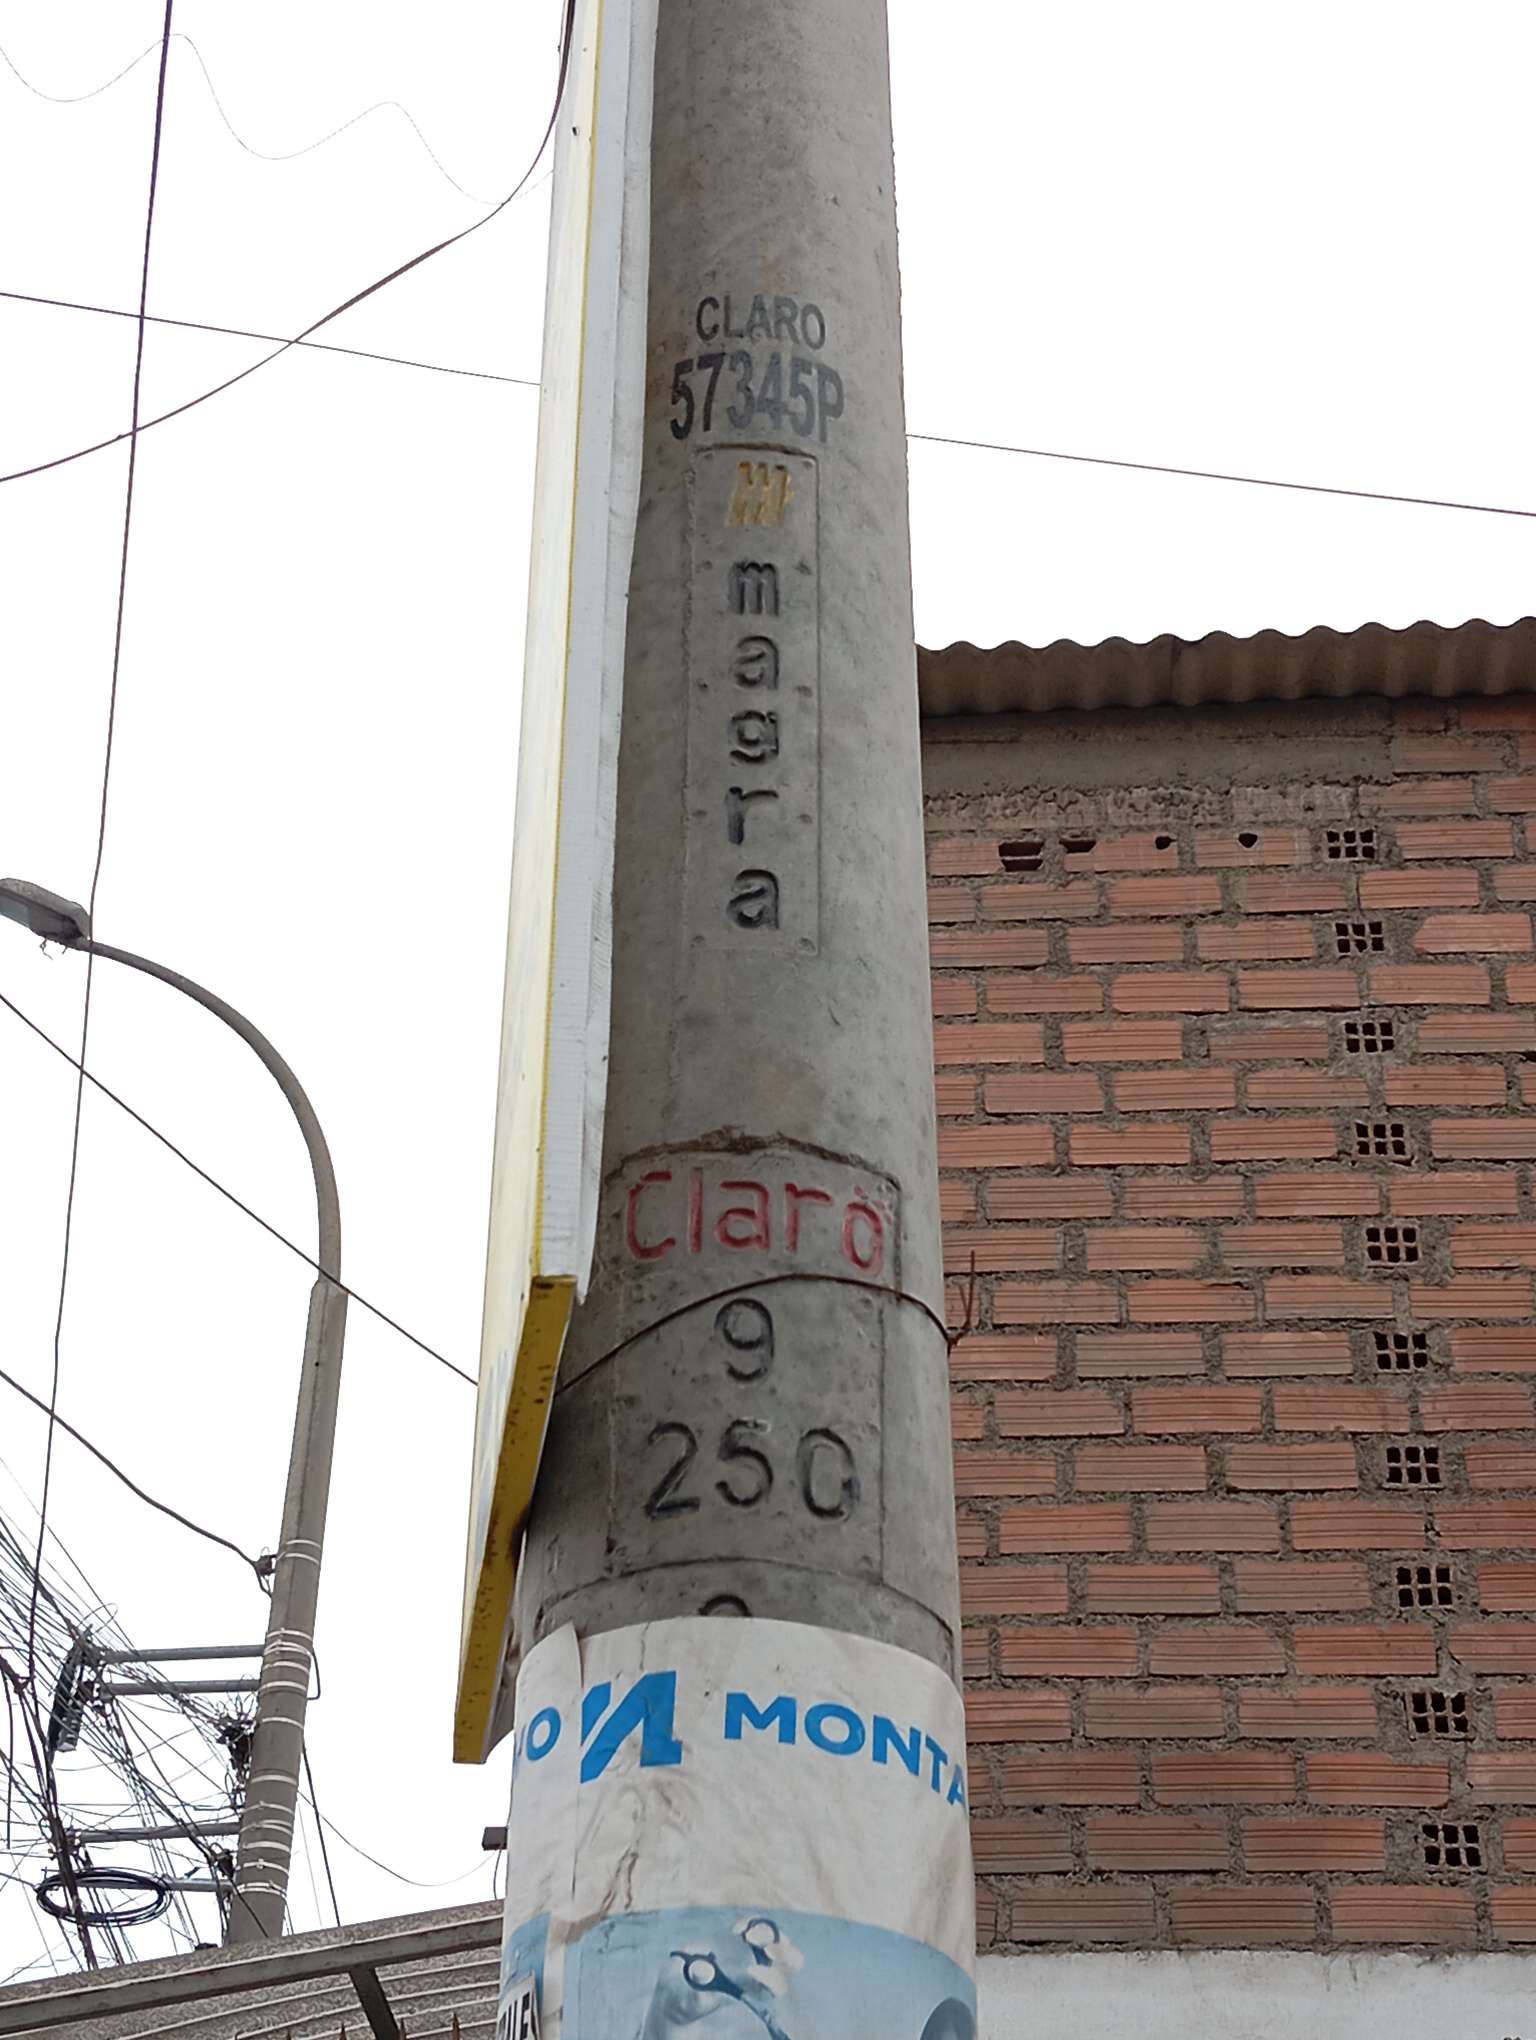 CLARO
57345P
magra
Claro
9
250
MONTA